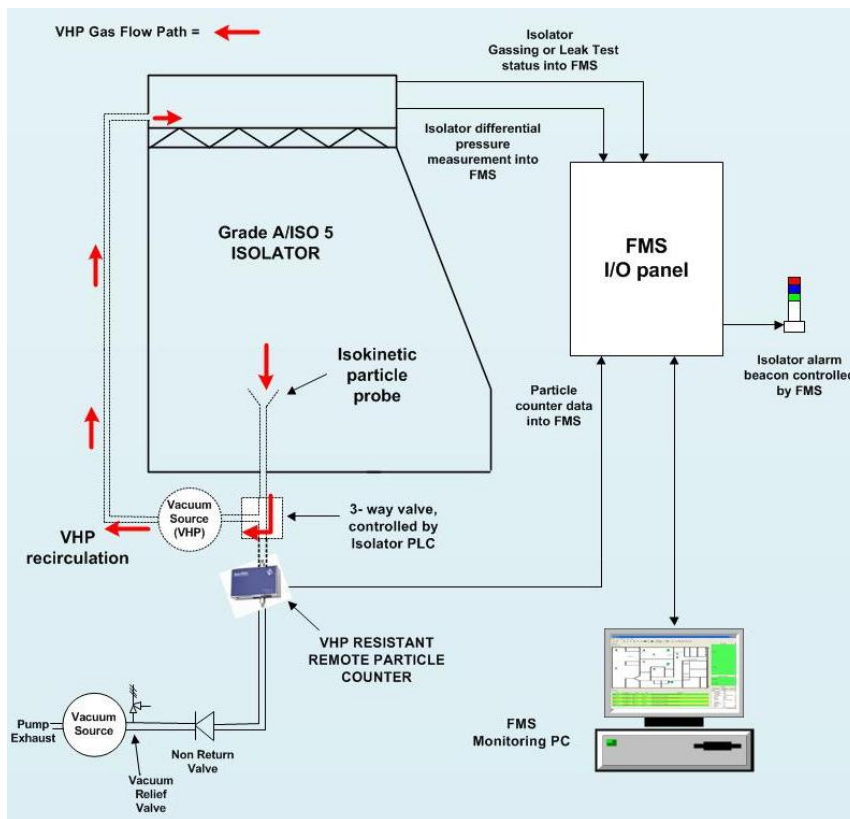 VHP Gas Flow Path =
Isolator
Gassing or Leak Test
status into FMS
Isolator differential
pressure
measurement into
FMS
Grade A/ISO 5
ISOLATOR
FMS
I/O panel
Isokinetic
particle
probe
Particle
counter data
into FMS
Isolator alarm
beacon controlled
by FMS
Vacuum
Source
(VHP)
3- way valve,
controlled by
Isolator PLC
VHP
recirculation
VHP RESISTANT
REMOTE PARTICLE
COUNTER
Pump
Exhaust
Vacuum
Source
Non Return
Valve
Vacuum
Relief
Valve
FMS
Monitoring PC